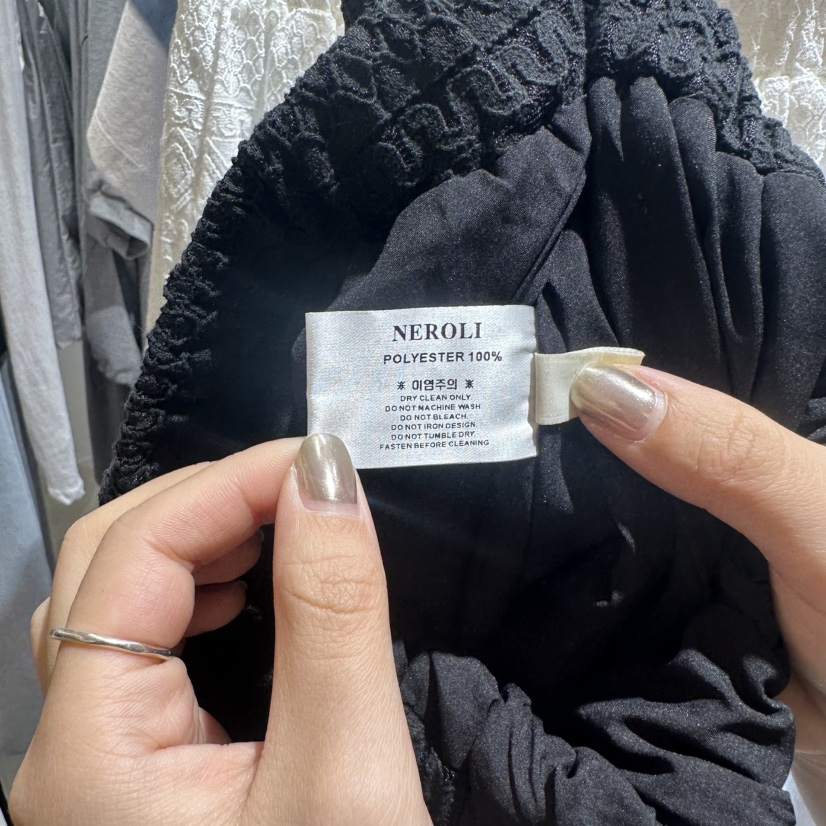 NEROLI
POLYESTER 100%
※ 이염주의 ※
DRY CLEAN ONLY.
DO NOT MACHINE WASH.
DO NOT BLEACH.
DO NOT IRON DESIGN.
DO NOT TUMBLE DRY.
FASTEN BEFORE CLEANING